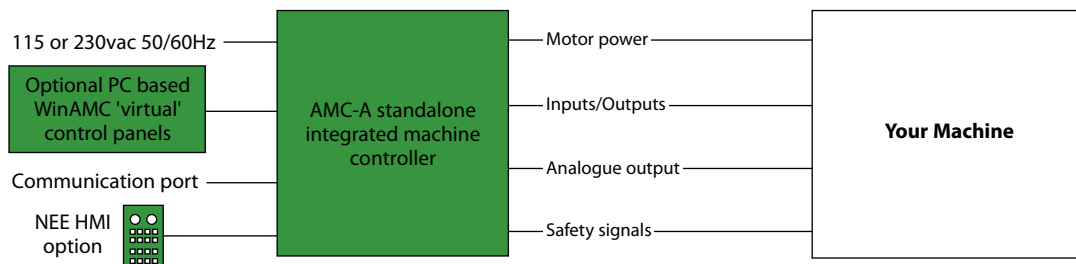 115 or 230vac 50/60Hz
Optional PC based
WinAMC 'virtual'
control panels
Communication port
NEE HMI
option
AMC-A standalone
integrated machine
controller
Motor power
Inputs/Outputs
Analogue output
Safety signals
Your Machine